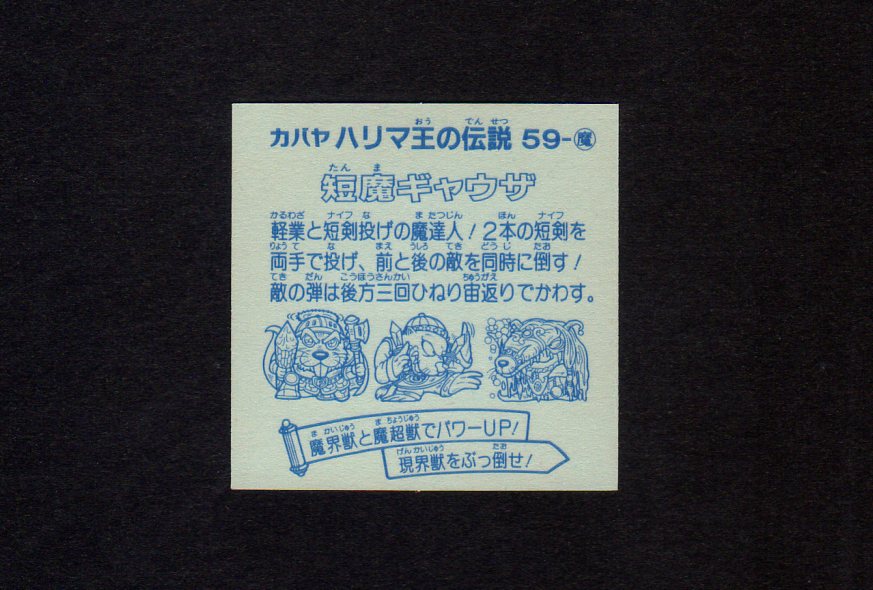 カバヤ ハリマ王の伝説 59-魔
短魔ギャウザ
軽業と短剣投げの魔達人！2本の短剣を
両手で投げ、前と後の敵を同時に倒す！
敵の弾は後方三回ひねり宙返りでかわす。
魔界獣と魔超獣でパワーUP！
現界獣をぶっ倒せ！